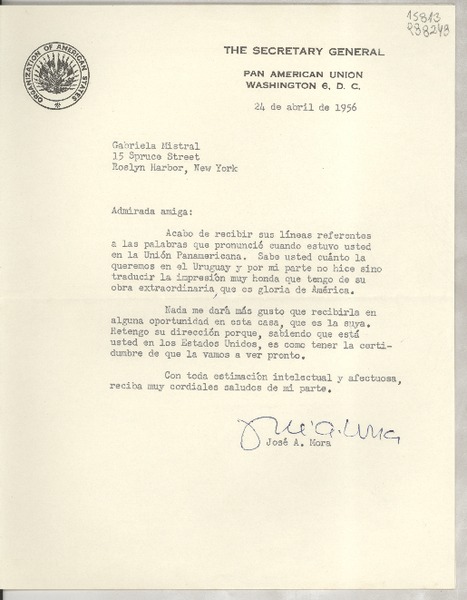 15813
988243
ORGANIZATION OF AMERICAN STATES
THE SECRETARY GENERAL
PAN AMERICAN UNION
WASHINGTON 6, D. C.
24 de abril de 1956
Gabriela Mistral
15 Spruce Street
Roslyn Harbor, New York
Admirada amiga:
Acabo de recibir sus líneas referentes
a las palabras que pronunció cuando estuvo usted
en la Unión Panamericana. Sabe usted cuánto la
queremos en el Uruguay y por mi parte no hice sino
traducir la impresión muy honda que tengo de su
obra extraordinaria, que es gloria de América.
Nada me dará más gusto que recibirla en
alguna oportunidad en esta casa, que es la suya.
Retengo su dirección porque, sabiendo que está
usted en los Estados Unidos, es como tener la certi-
dumbre de que la vamos a ver pronto.
Con toda estimación intelectual y afectuosa,
reciba muy cordiales saludos de mi parte.
José A. Mora
José A. Mora